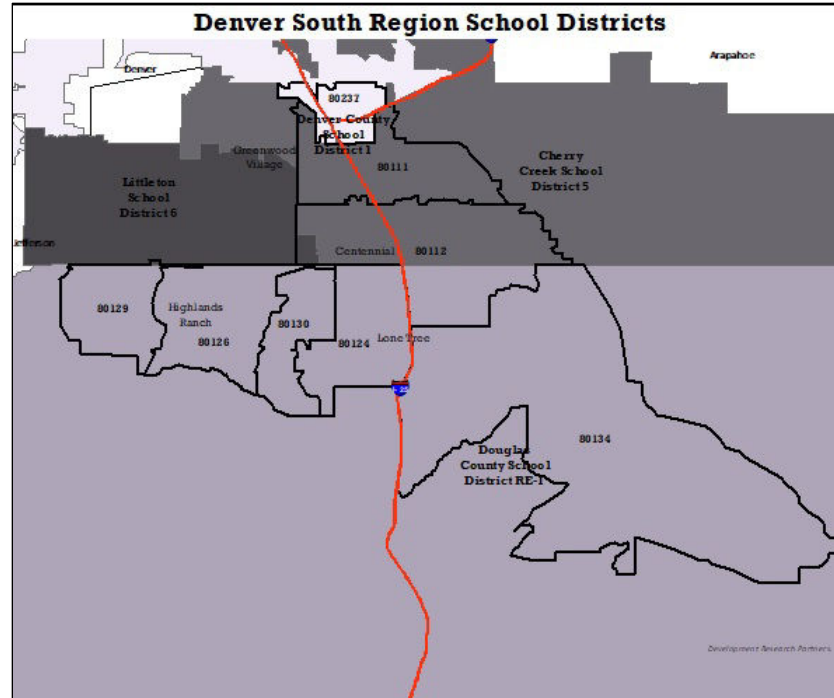 Denver South Region School Districts
Arapahoe
Denver
80237
Denver County
School
District 1
Greenwood
Village
80111
Cherry
Creek School
District 5
Littleton
School
District 6
Jefferson
Centennial
80112
80129
Highlands
Ranch
80126
80130
80124
Lone Tree
80134
Douglas
County School
District RE-1
Development Research Partners.